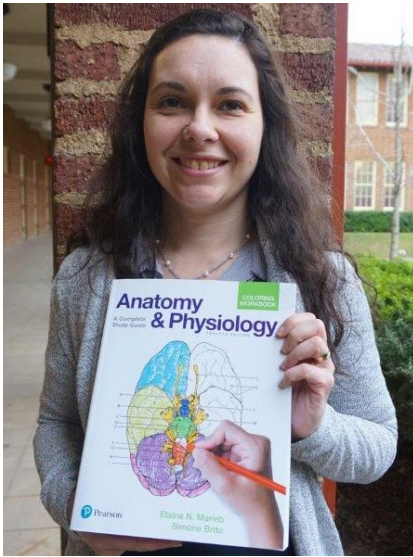 COLORING
WORKBOOK
Anatomy
& Physiology
A Complete
Study Guide
TWELFTH EDITION
P Pearson
Elaine N. Marieb
Simone Brito